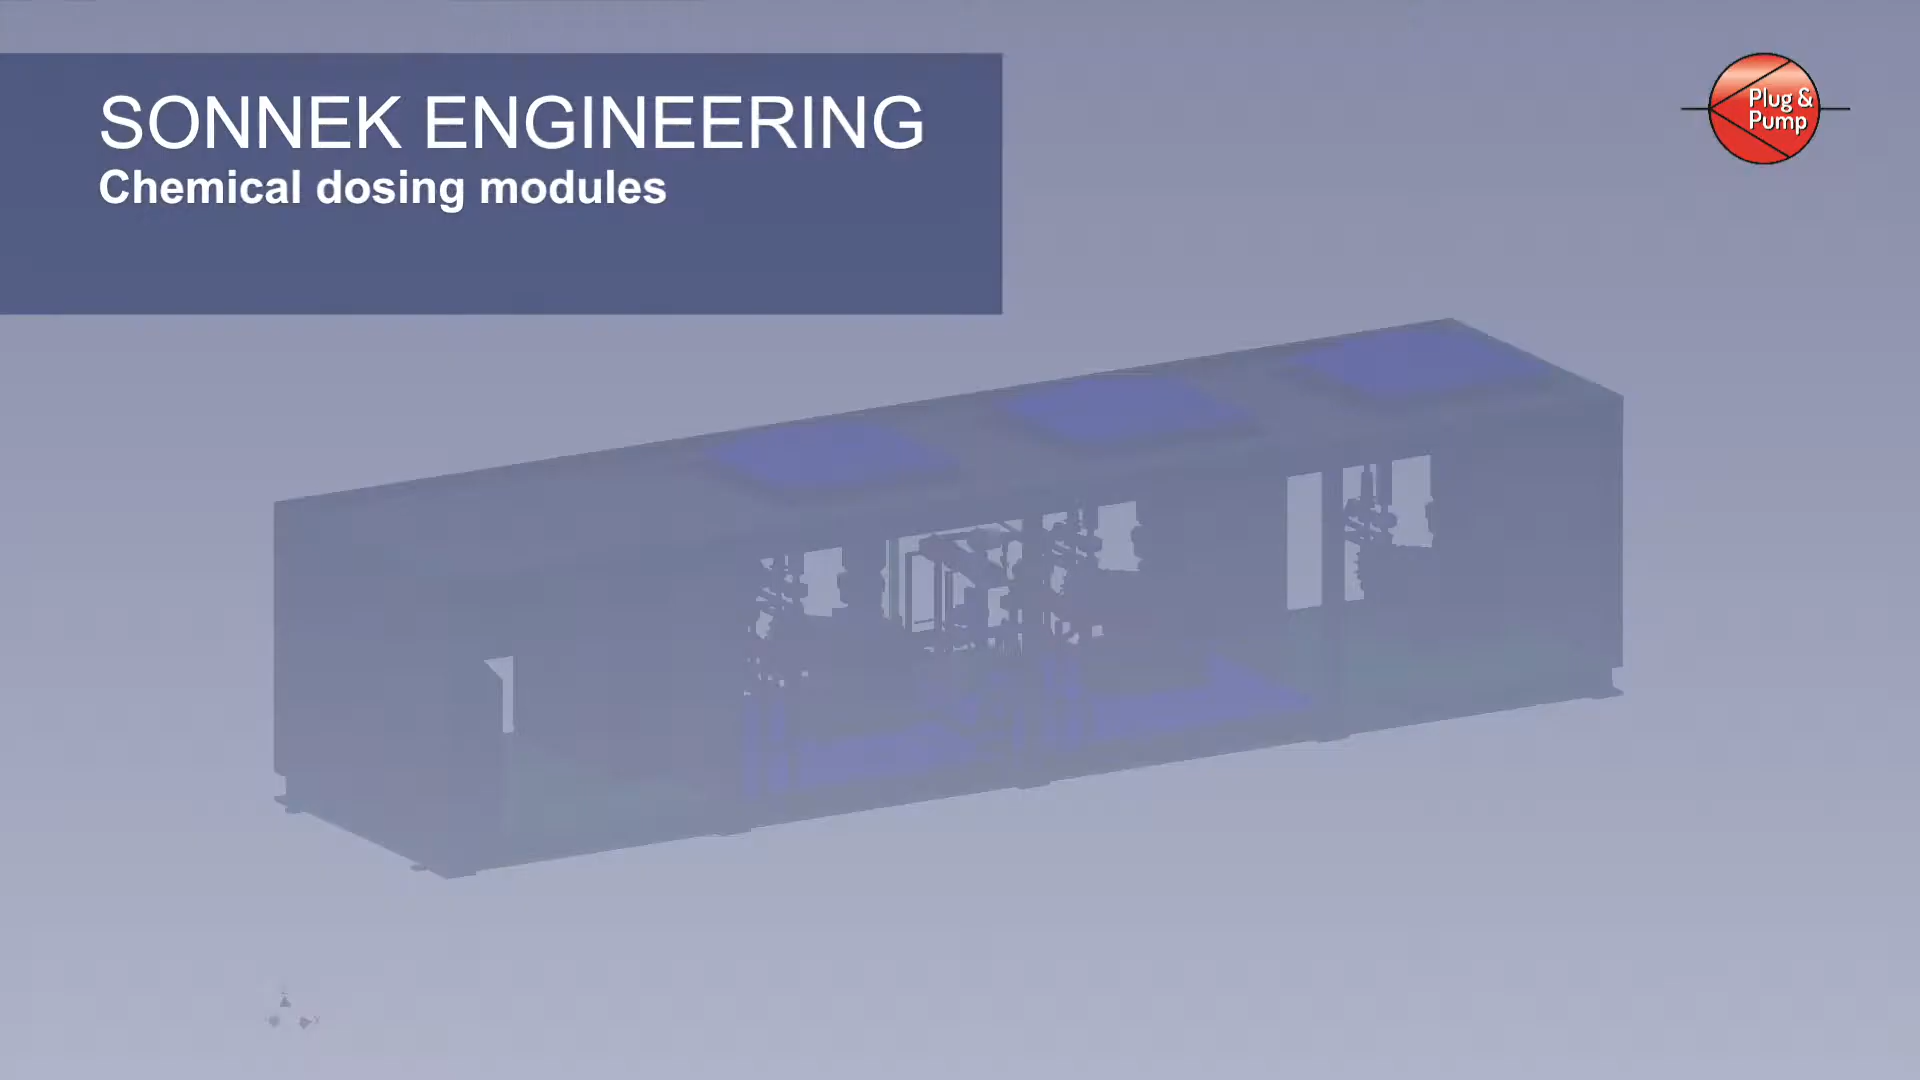 SONNEK ENGINEERING
Chemical dosing modules
Plug &
Pump